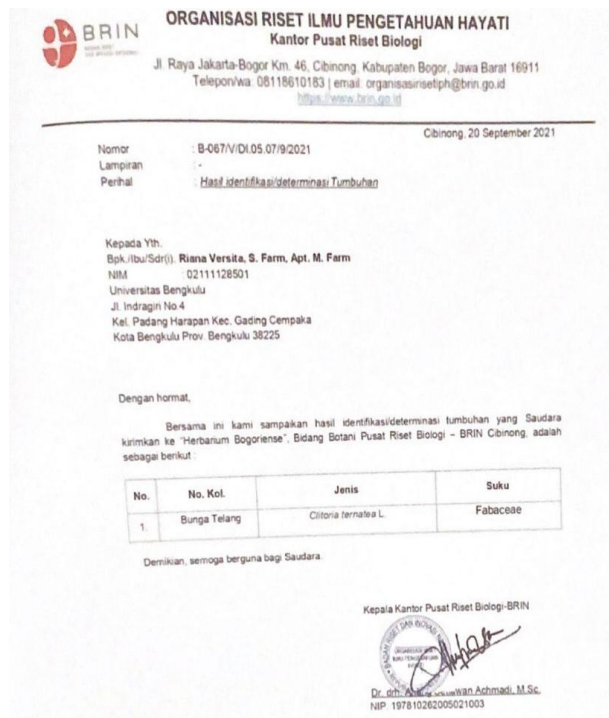 BRIN
ORGANISASI RISET ILMU PENGETAHUAN HAYATI
Kantor Pusat Riset Biologi
Jl. Raya Jakarta-Bogor Km. 46, Cibinong, Kabupaten Bogor, Jawa Barat 16911
Telepon/wa: 08118610183 | email: organisasirisetiph@brin.go.id
https://www.brin.go.id
Cibinong, 20 September 2021
Nomor : B-067/V/DI.05.07/9/2021
Lampiran : -
Perihal : Hasil identifikasi/determinasi Tumbuhan
Kepada Yth.
Bpk./Ibu/Sdr(i). Riana Versita, S. Farm, Apt. M. Farm
NIM : 02111128501
Universitas Bengkulu
Jl. Indragiri No.4
Kel. Padang Harapan Kec. Gading Cempaka
Kota Bengkulu Prov. Bengkulu 38225
Dengan hormat,
Bersama ini kami sampaikan hasil identifikasi/determinasi tumbuhan yang Saudara
kirimkan ke "Herbarium Bogoriense", Bidang Botani Pusat Riset Biologi – BRIN Cibinong, adalah
sebagai berikut :
No. No. Kol. Jenis Suku
1. Bunga Telang Clitoria ternatea L. Fabaceae
Demikian, semoga berguna bagi Saudara.
Kepala Kantor Pusat Riset Biologi-BRIN
Dr. drh. Achmadi, M.Sc.
NIP. 197810262005021003